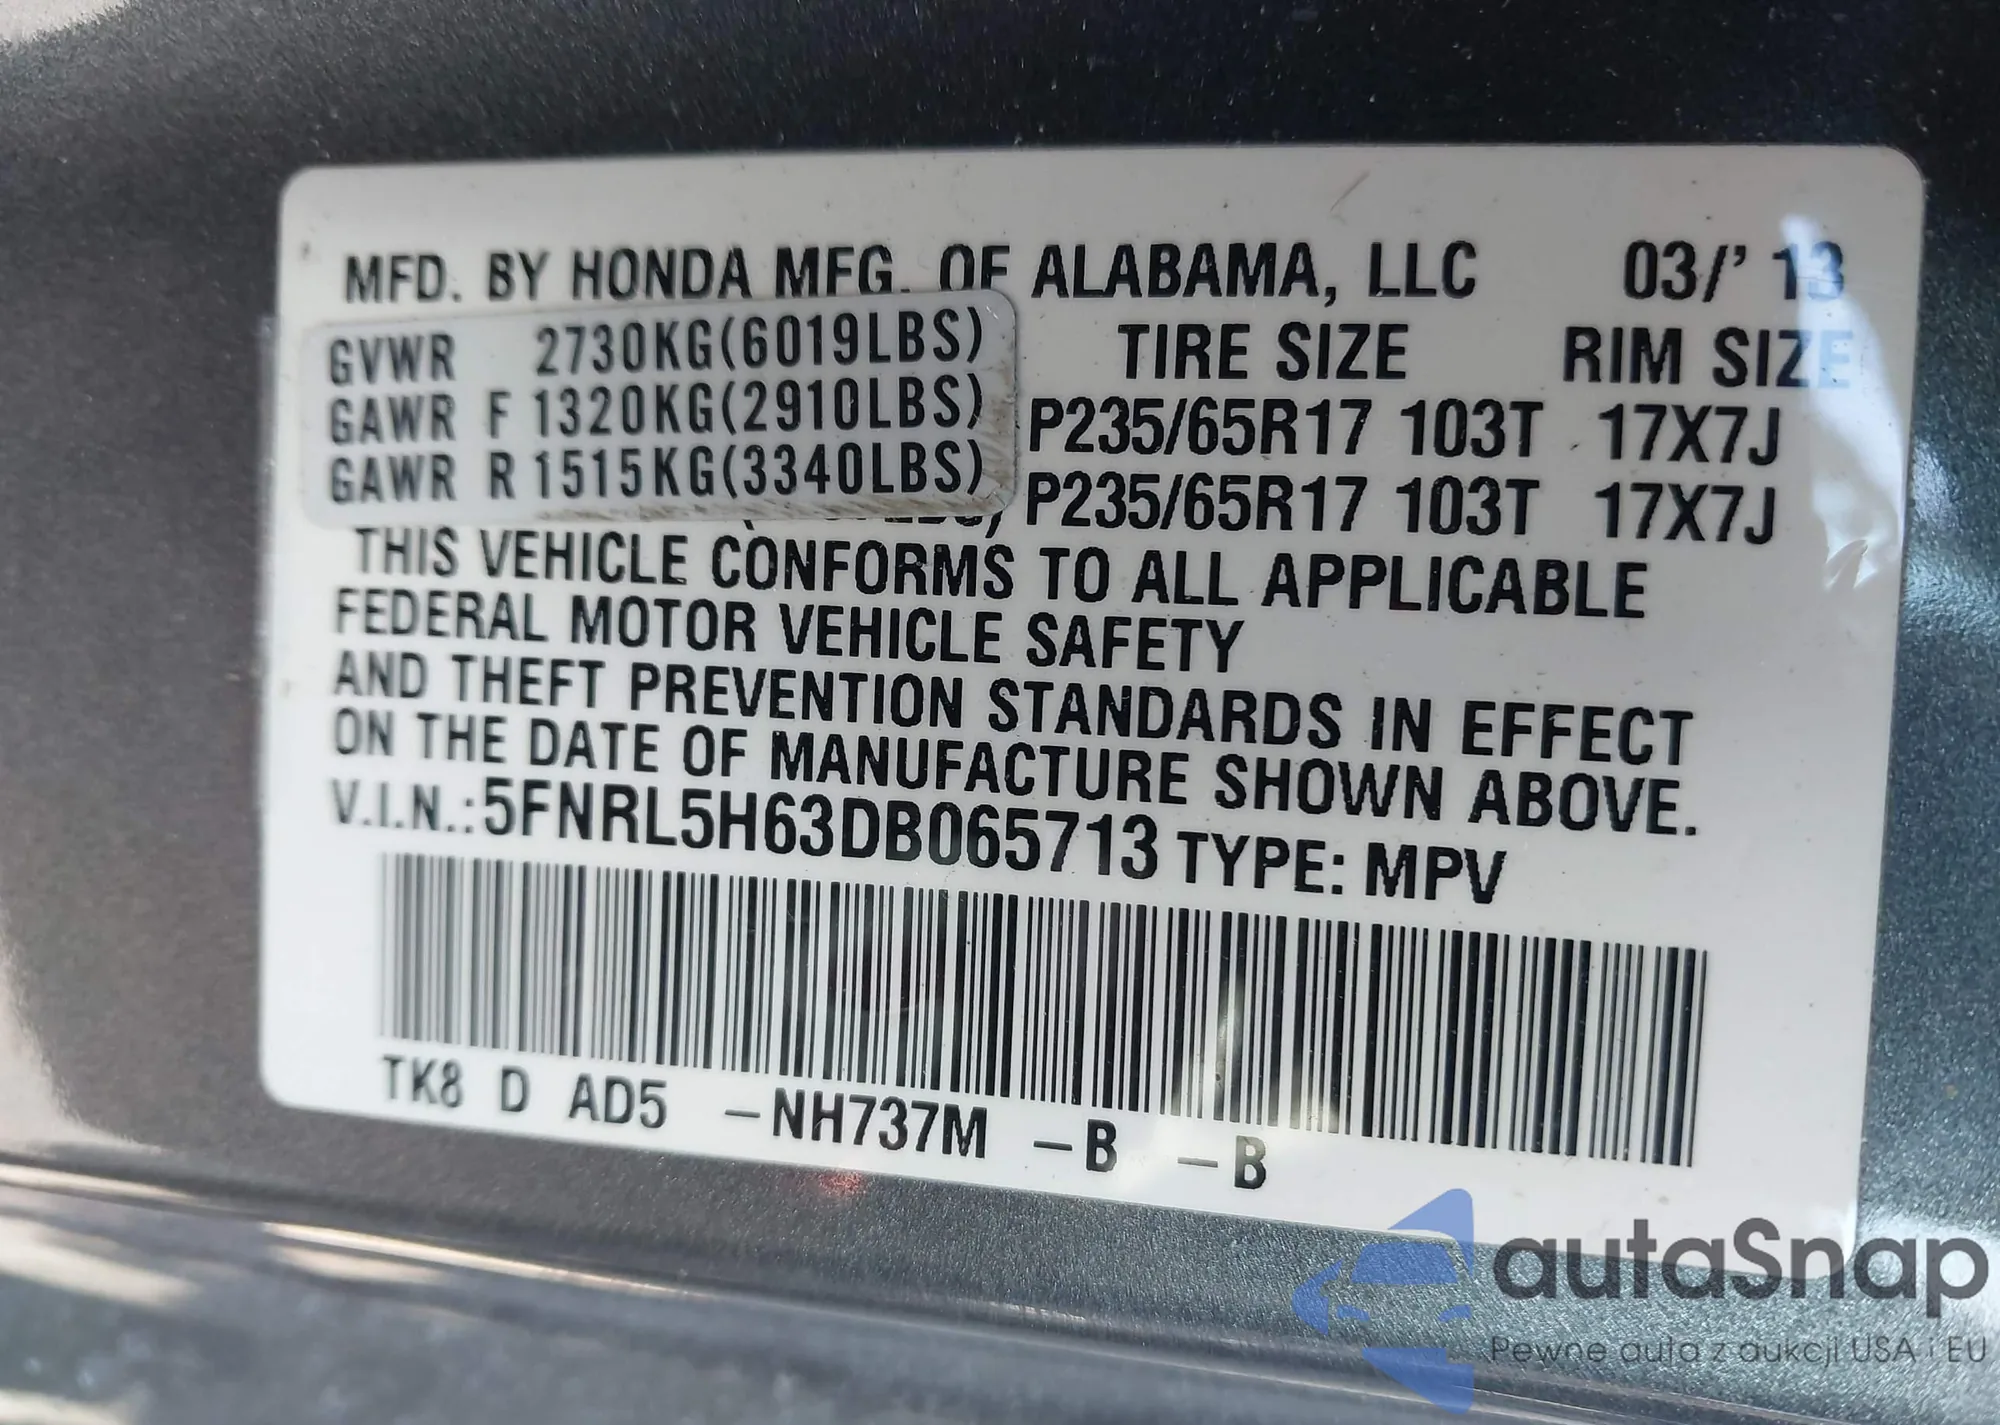 MFD. BY HONDA MFG. OF ALABAMA, LLC 03/'13
GVWR 2730KG(6019LBS) TIRE SIZE RIM SIZE
GAWR F 1320KG(2910LBS) P235/65R17 103T 17X7J
GAWR R 1515KG(3340LBS) P235/65R17 103T 17X7J
THIS VEHICLE CONFORMS TO ALL APPLICABLE
FEDERAL MOTOR VEHICLE SAFETY
AND THEFT PREVENTION STANDARDS IN EFFECT
ON THE DATE OF MANUFACTURE SHOWN ABOVE.
V.I.N.:5FNRL5H63DB065713 TYPE: MPV
TK8 D AD5 –NH737M –B –B
autaSnap
Pewne auta z aukcji USA i EU